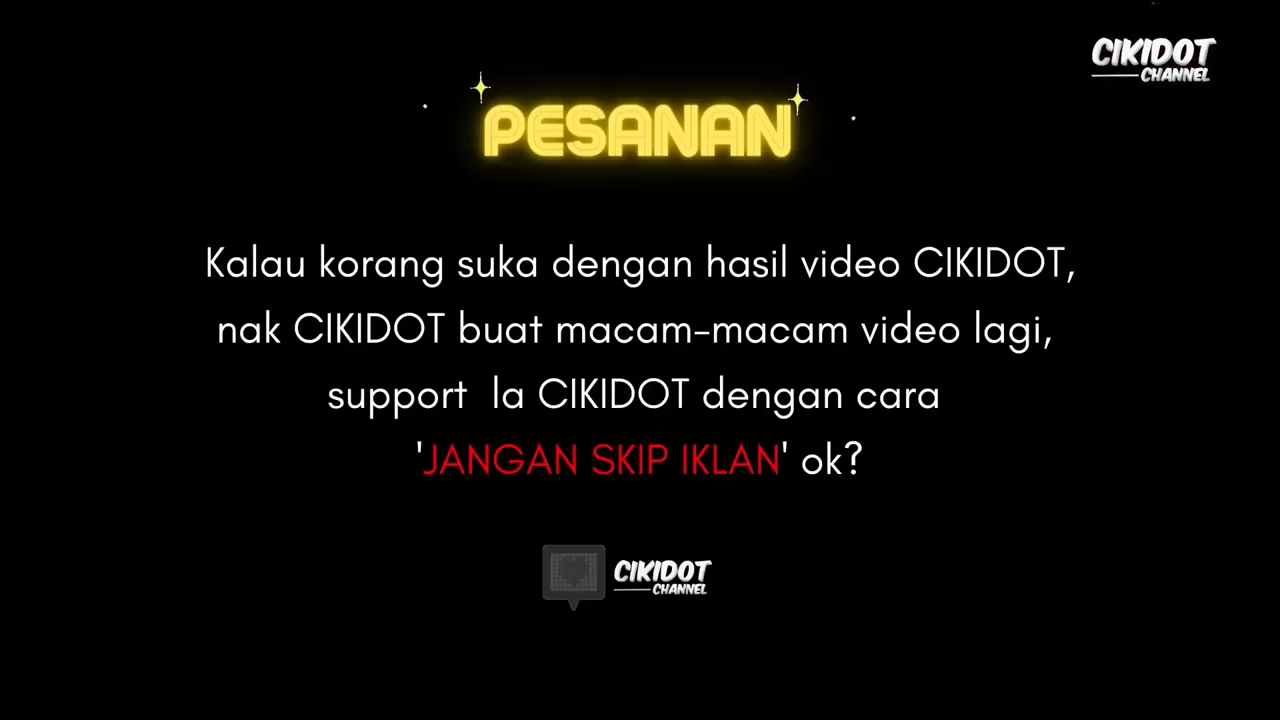 CIKIDOT
CHANNEL
PESANAN
Kalau korang suka dengan hasil video CIKIDOT,
nak CIKIDOT buat macam-macam video lagi,
support la CIKIDOT dengan cara
'JANGAN SKIP IKLAN' ok?
CIKIDOT
CHANNEL